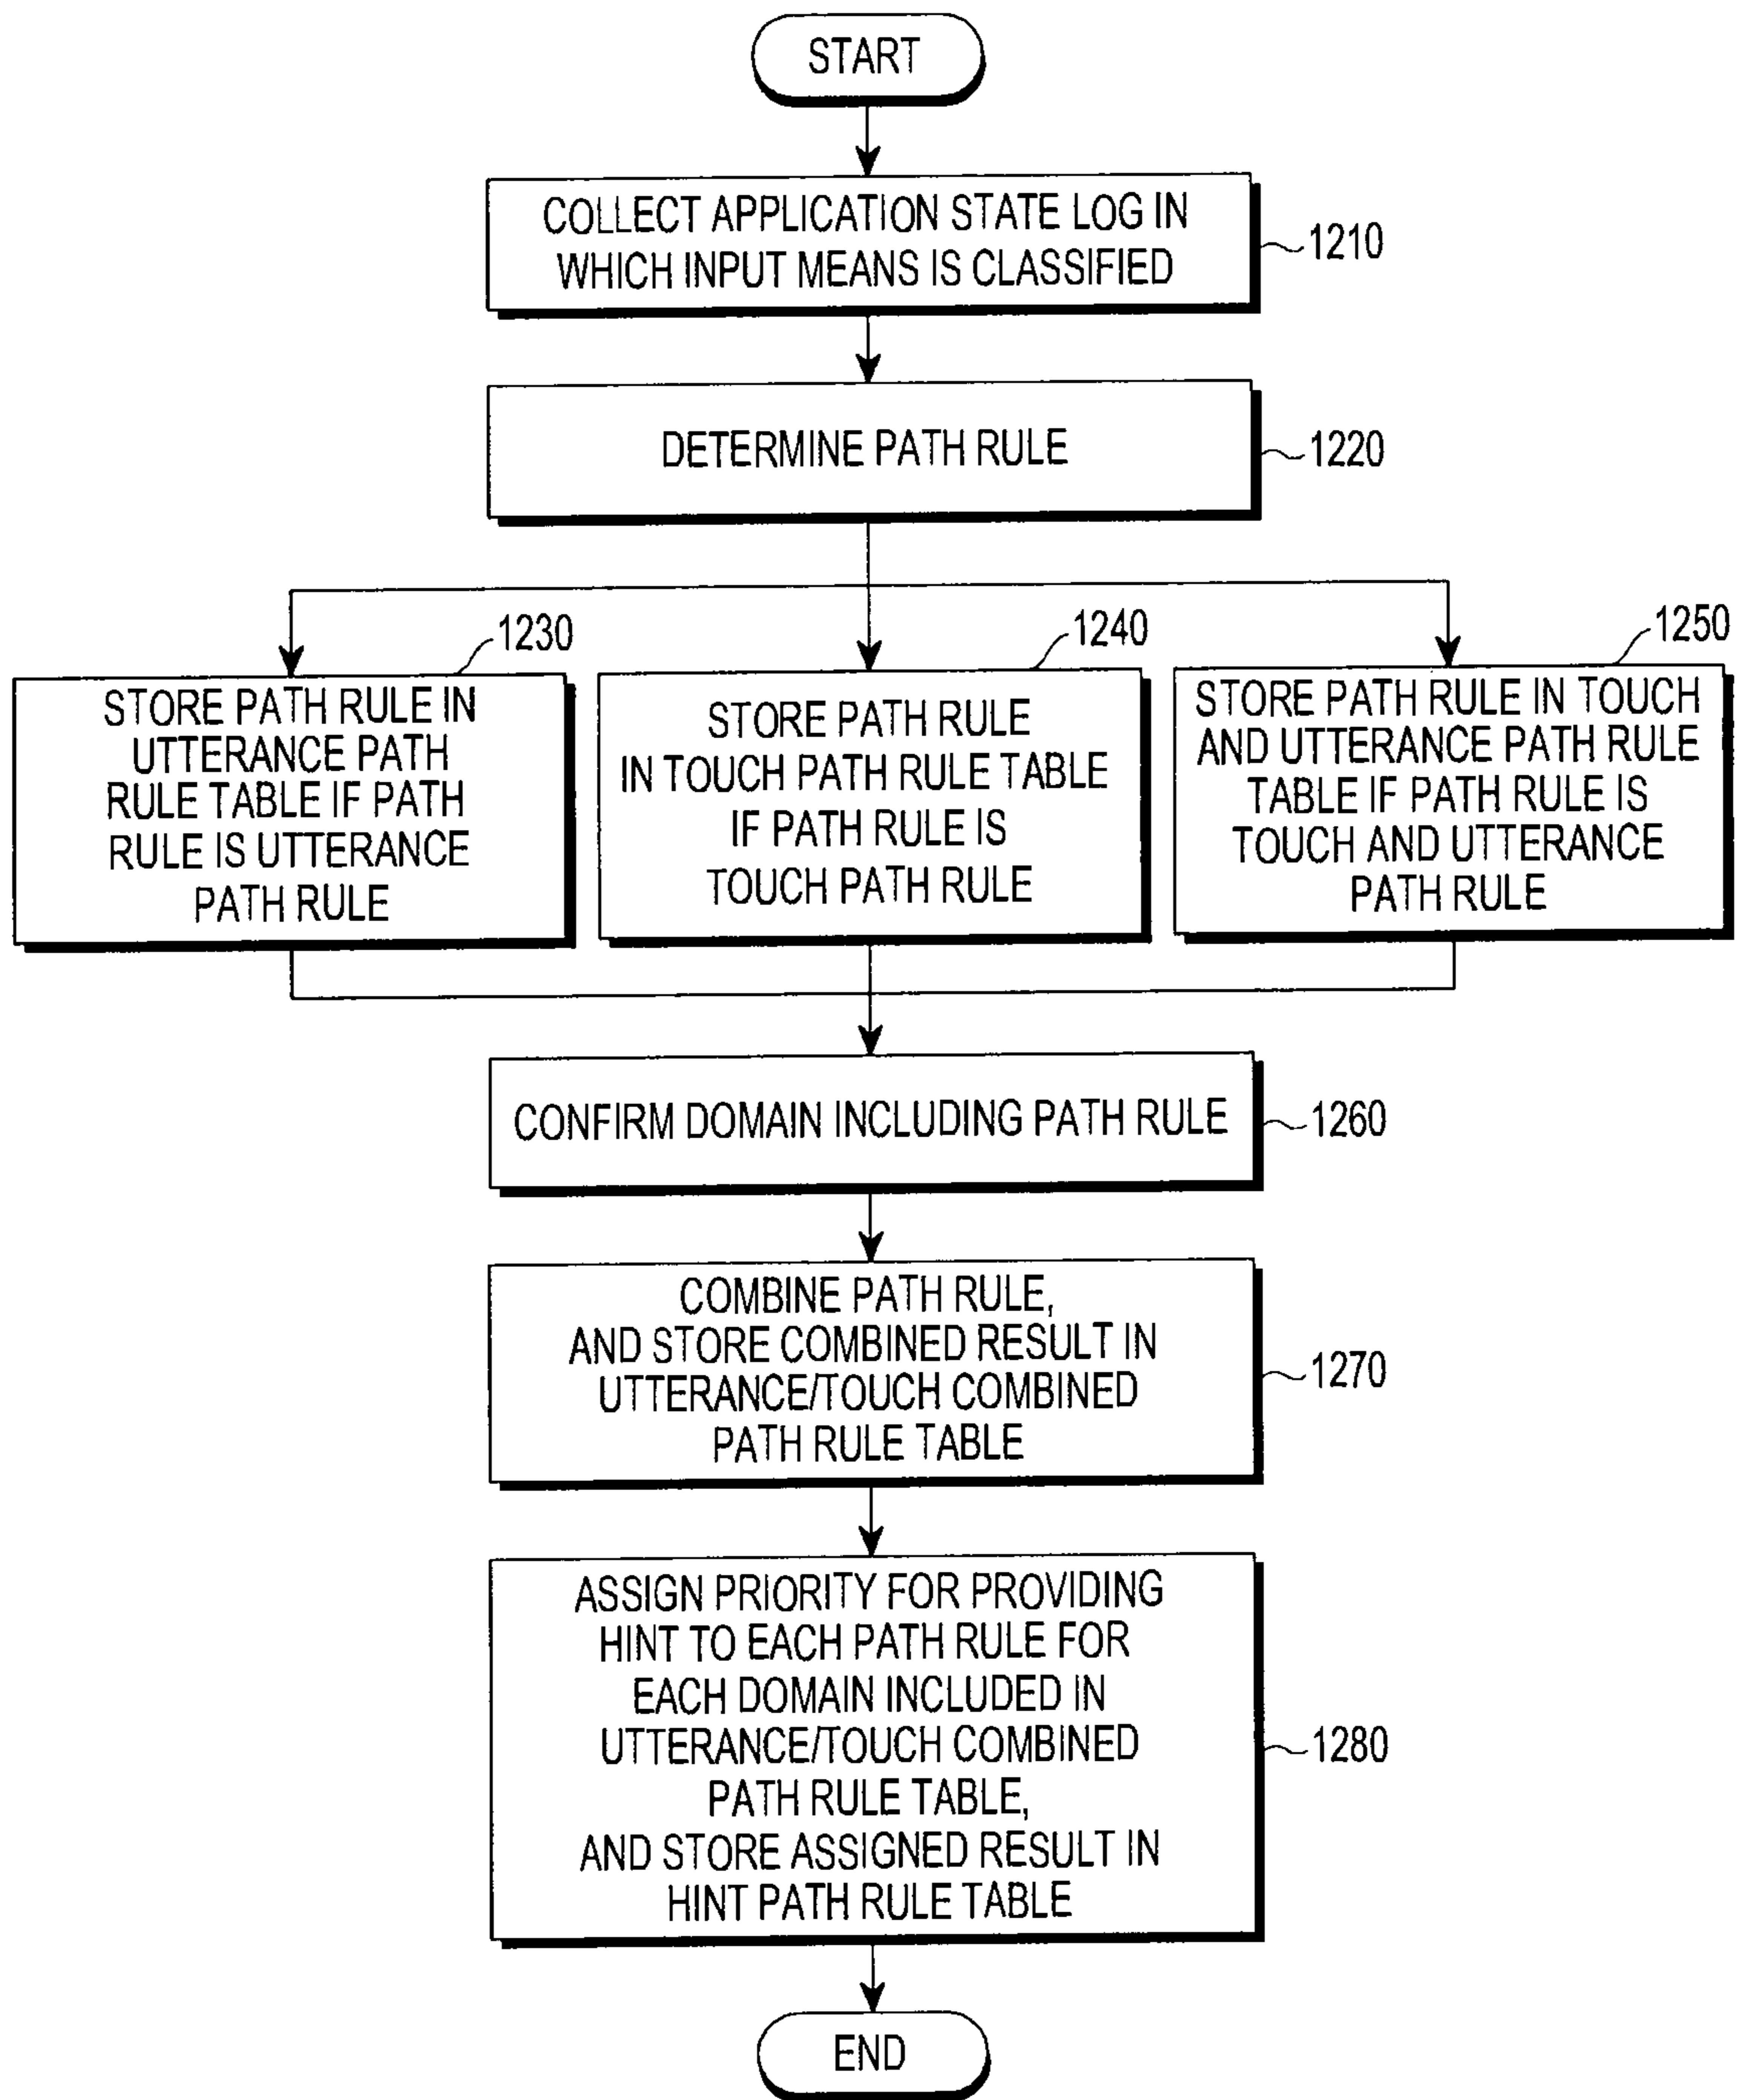 START
COLLECT APPLICATION STATE LOG IN
WHICH INPUT MEANS IS CLASSIFIED
1210
DETERMINE PATH RULE
1220
1230
STORE PATH RULE IN
UTTERANCE PATH
RULE TABLE IF PATH
RULE IS UTTERANCE
PATH RULE
1240
STORE PATH RULE
IN TOUCH PATH RULE TABLE
IF PATH RULE IS
TOUCH PATH RULE
1250
STORE PATH RULE IN TOUCH
AND UTTERANCE PATH RULE
TABLE IF PATH RULE IS
TOUCH AND UTTERANCE
PATH RULE
CONFIRM DOMAIN INCLUDING PATH RULE
1260
COMBINE PATH RULE,
AND STORE COMBINED RESULT IN
UTTERANCE/TOUCH COMBINED
PATH RULE TABLE
1270
ASSIGN PRIORITY FOR PROVIDING
HINT TO EACH PATH RULE FOR
EACH DOMAIN INCLUDED IN
UTTERANCE/TOUCH COMBINED
PATH RULE TABLE,
AND STORE ASSIGNED RESULT IN
HINT PATH RULE TABLE
1280
END